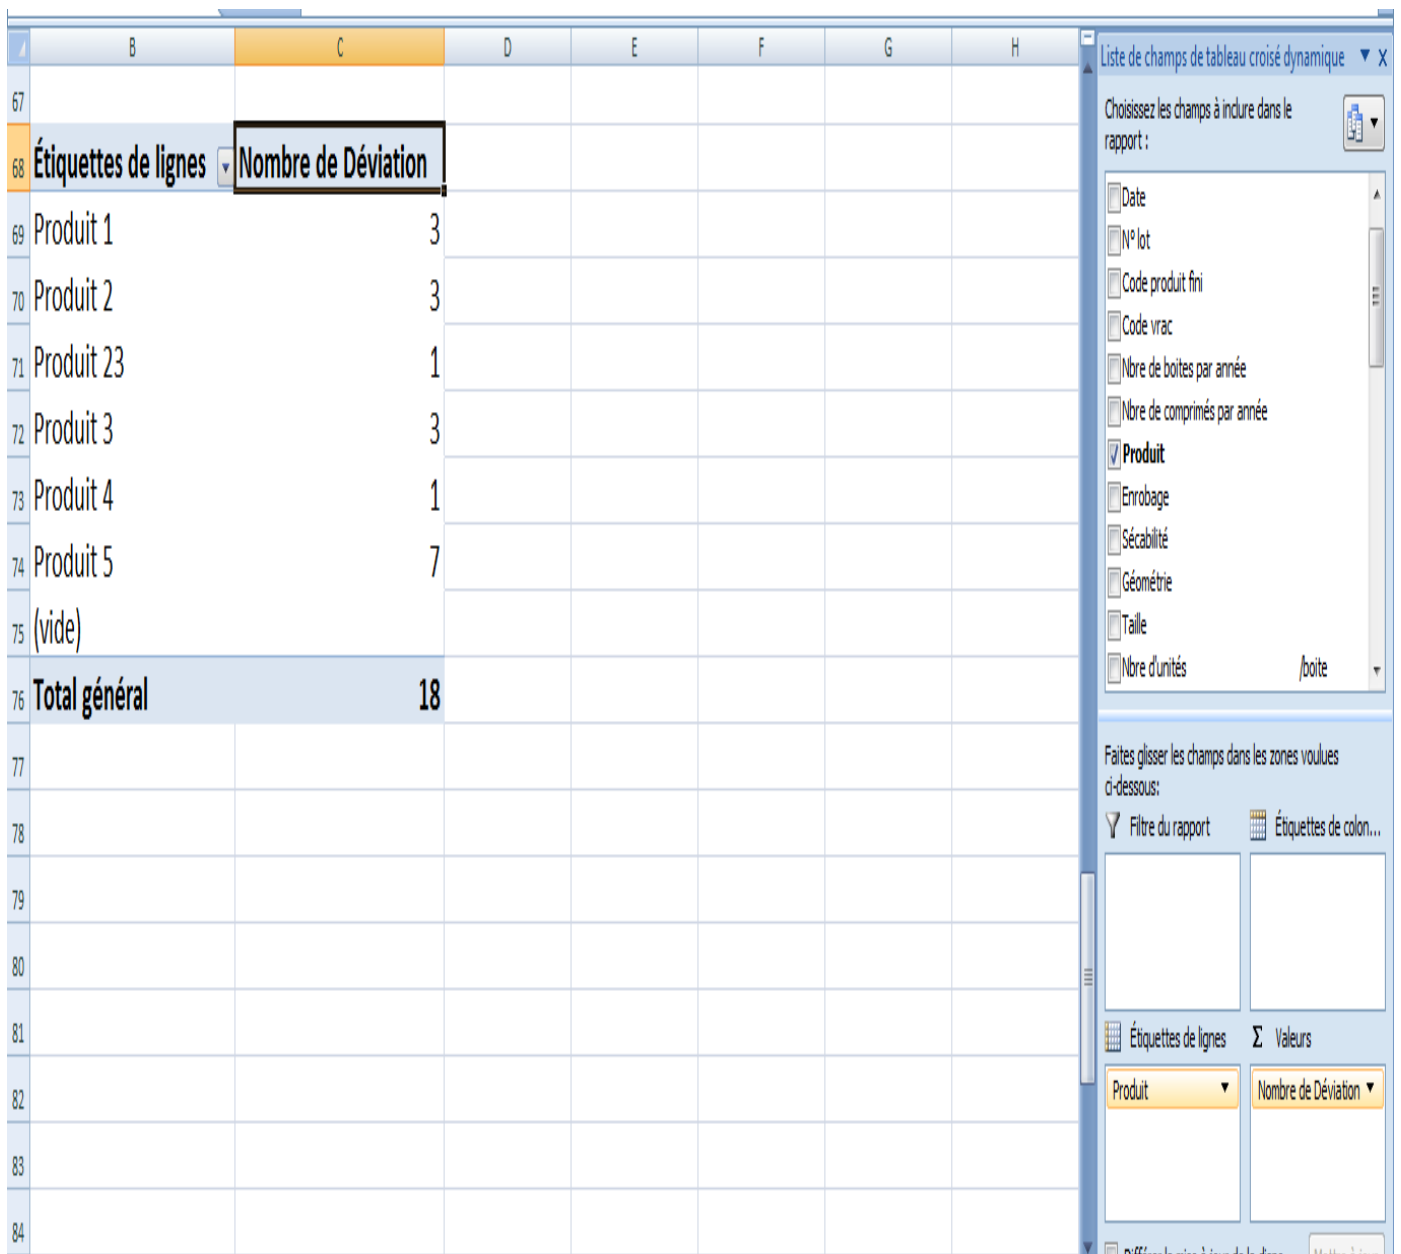 B C D E F G H
67
68 Étiquettes de lignes Nombre de Déviation
69 Produit 1 3
70 Produit 2 3
71 Produit 23 1
72 Produit 3 3
73 Produit 4 1
74 Produit 5 7
75 (vide)
76 Total général 18
77
78
79
80
81
82
83
84
Liste de champs de tableau croisé dynamique
Choisissez les champs à inclure dans le
rapport :
Date
N° lot
Code produit fini
Code vrac
Nbre de boites par année
Nbre de comprimés par année
Produit
Enrobage
Sécabilité
Géométrie
Taille
Nbre d'unités /boite
Faites glisser les champs dans les zones voulues
ci-dessous:
Filtre du rapport Étiquettes de colon...
Étiquettes de lignes Σ Valeurs
Produit Nombre de Déviation